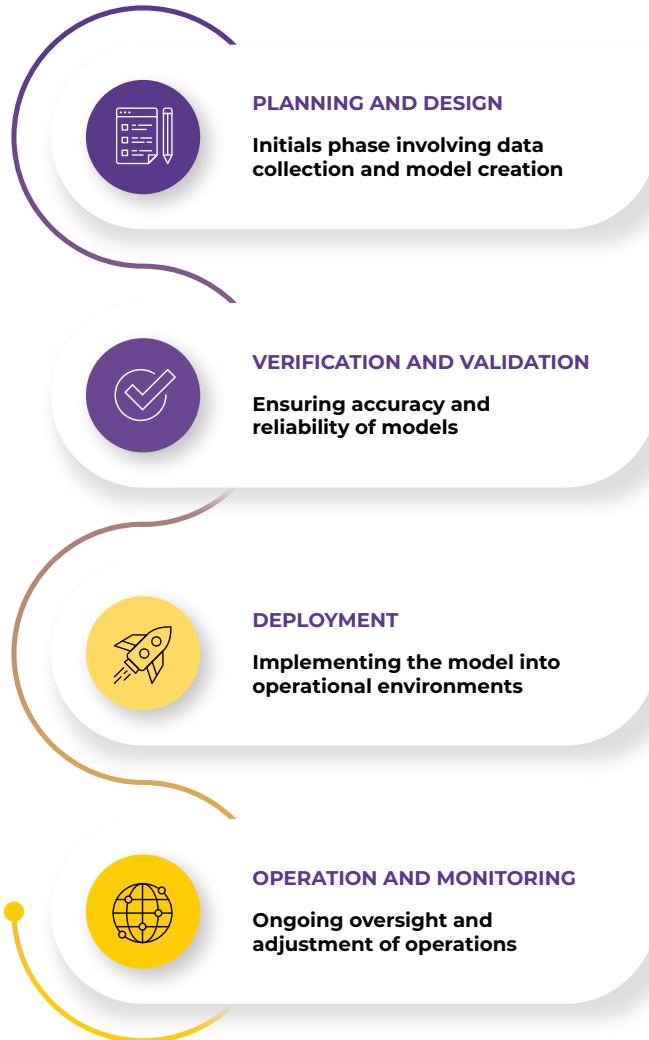 PLANNING AND DESIGN
Initials phase involving data
collection and model creation
VERIFICATION AND VALIDATION
Ensuring accuracy and
reliability of models
DEPLOYMENT
Implementing the model into
operational environments
OPERATION AND MONITORING
Ongoing oversight and
adjustment of operations